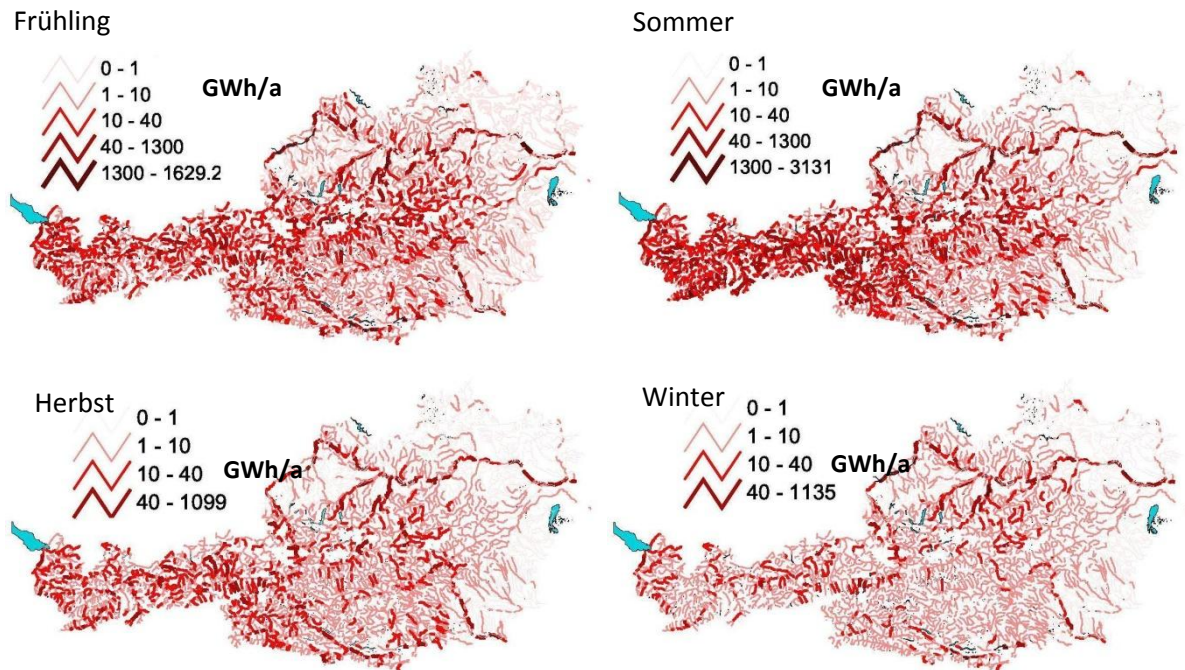 Frühling
0 - 1
1 - 10
10 - 40
40 - 1300
1300 - 1629.2
GWh/a
Sommer
0 - 1
1 - 10
10 - 40
40 - 1300
1300 - 3131
GWh/a
Herbst
0 - 1
1 - 10
10 - 40
40 - 1099
GWh/a
Winter
0 - 1
1 - 10
10 - 40
40 - 1135
GWh/a